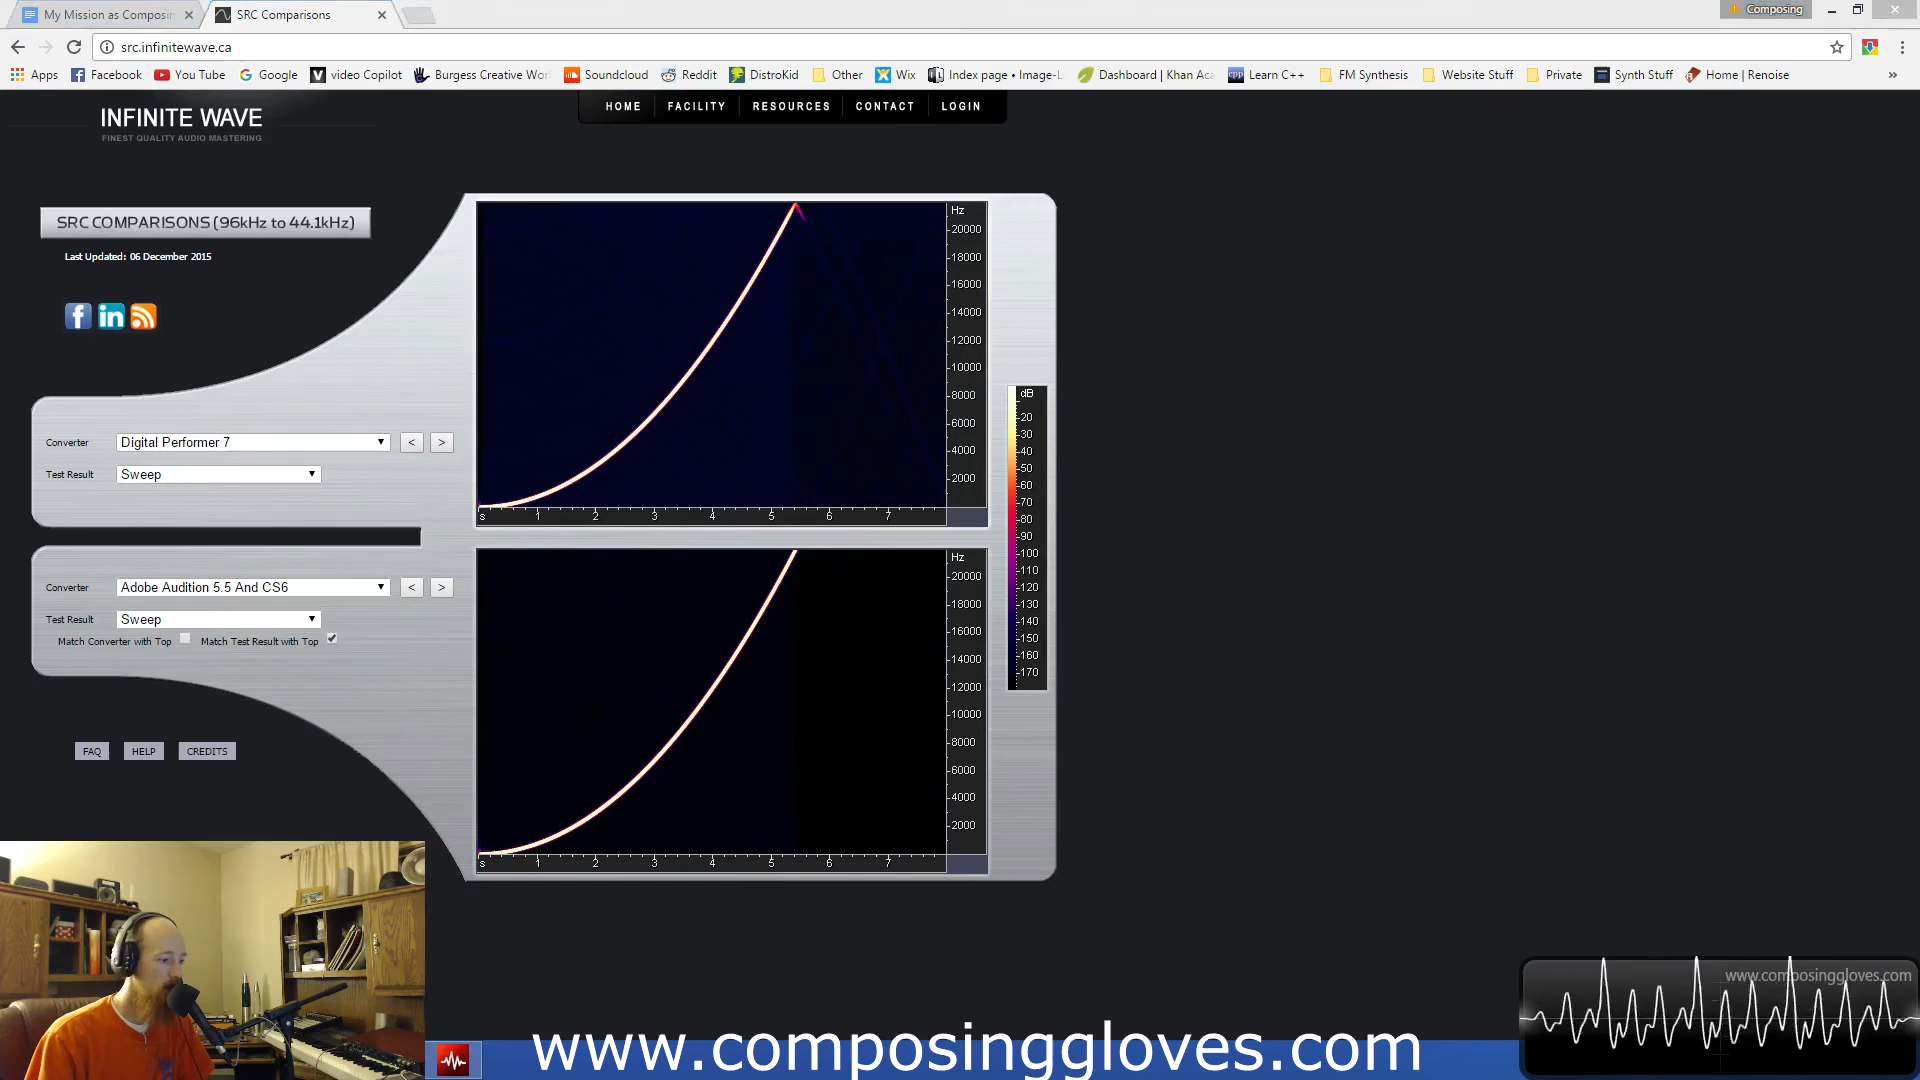 My Mission as Composin
SRC Comparisons
Composing
src.infinitewave.ca
Apps
Facebook
You Tube
Google
video Copilot
Burgess Creative Wor
Soundcloud
Reddit
DistroKid
Other
Wix
Index page • Image-L
Dashboard | Khan Aca
Learn C++
FM Synthesis
Website Stuff
Private
Synth Stuff
Home | Renoise
»
INFINITE WAVE
FINEST QUALITY AUDIO MASTERING
HOME
FACILITY
RESOURCES
CONTACT
LOGIN
SRC COMPARISONS (96kHz to 44.1kHz)
Last Updated: 06 December 2015
Converter
Digital Performer 7
<
>
Test Result
Sweep
Hz
20000
18000
16000
14000
12000
10000
8000
6000
4000
2000
s 1 2 3 4 5 6 7
dB
-20
-30
-40
-50
-60
-70
-80
-90
-100
-110
-120
-130
-140
-150
-160
-170
Converter
Adobe Audition 5.5 And CS6
<
>
Test Result
Sweep
Match Converter with Top
Match Test Result with Top
Hz
20000
18000
16000
14000
12000
10000
8000
6000
4000
2000
s 1 2 3 4 5 6 7
FAQ
HELP
CREDITS
www.composinggloves.com
www.composinggloves.com